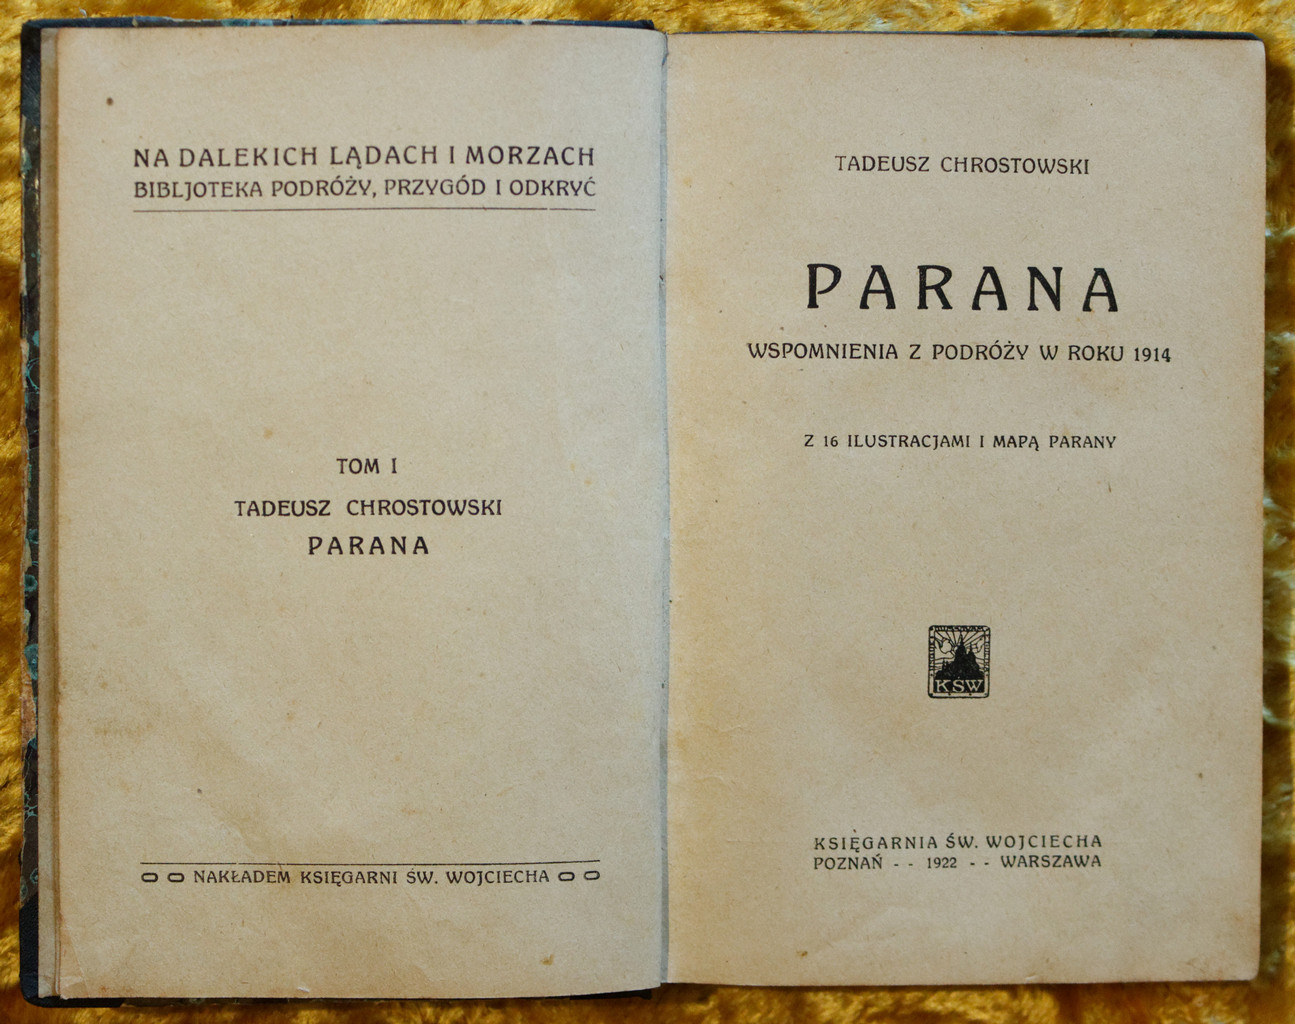 NA DALEKICH LĄDACH I MORZACH
BIBLJOTEKA PODRÓŻY, PRZYGÓD I ODKRYĆ
TOM I
TADEUSZ CHROSTOWSKI
PARANA
NAKŁADEM KSIĘGARNI ŚW. WOJCIECHA
TADEUSZ CHROSTOWSKI
PARANA
WSPOMNIENIA Z PODRÓŻY W ROKU 1914
Z 16 ILUSTRACJAMI I MAPĄ PARANY
KSW
KSIĘGARNIA ŚW. WOJCIECHA
POZNAŃ - - 1922 - - WARSZAWA